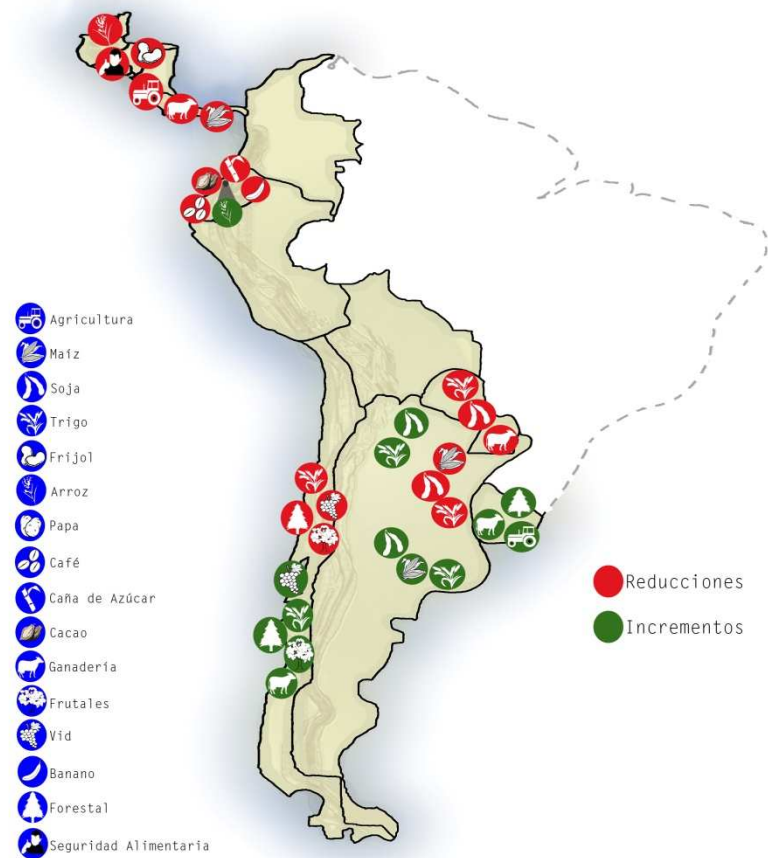 Agricultura
Maíz
Soja
Trigo
Frijol
Arroz
Papa
Café
Caña de Azúcar
Cacao
Ganadería
Frutales
Vid
Banano
Forestal
Seguridad Alimentaria
Reducciones
Incrementos